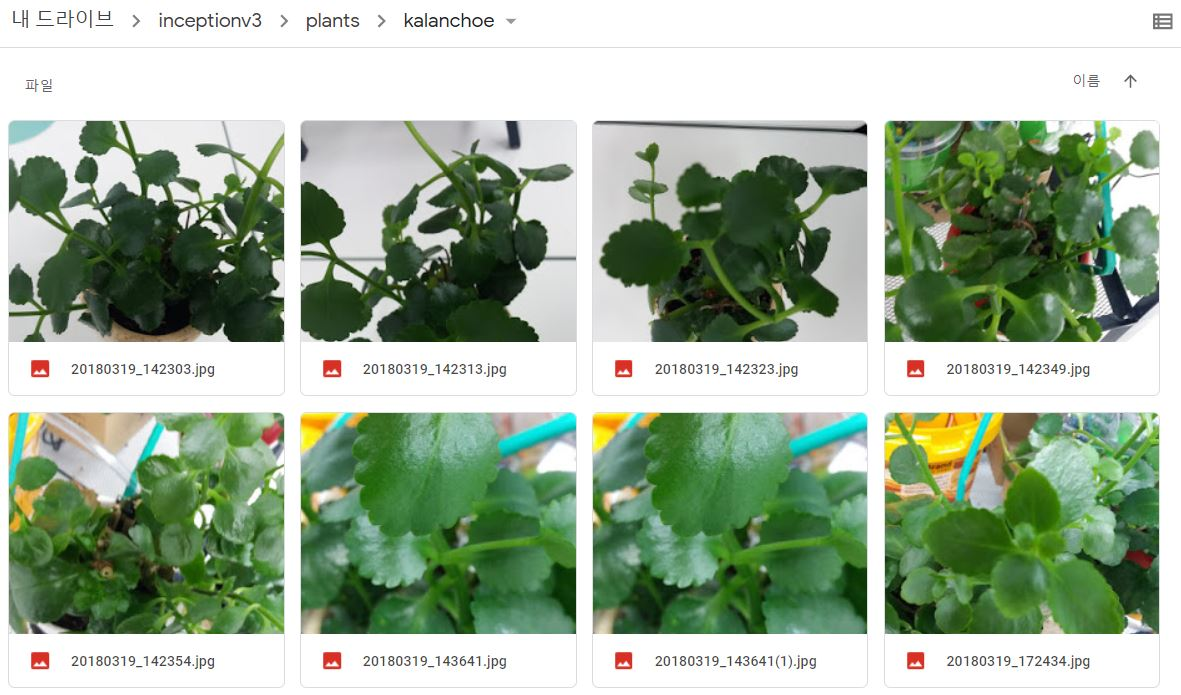 내 드라이브 > inceptionv3 > plants > kalanchoe
파일
이름
20180319_142303.jpg
20180319_142313.jpg
20180319_142323.jpg
20180319_142349.jpg
20180319_142354.jpg
20180319_143641.jpg
20180319_143641(1).jpg
20180319_172434.jpg